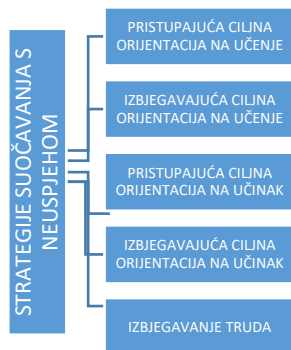 STRATEGIJE SUOČAVANJA S
NEUSPJEHOM
PRISTUPAJUĆA CILJNA
ORIJENTACIJA NA UČENJE
IZBJEGAVAJUĆA CILJNA
ORIJENTACIJA NA UČENJE
PRISTUPAJUĆA CILJNA
ORIJENTACIJA NA UČINAK
IZBJEGAVAJUĆA CILJNA
ORIJENTACIJA NA UČINAK
IZBJEGAVANJE TRUDA